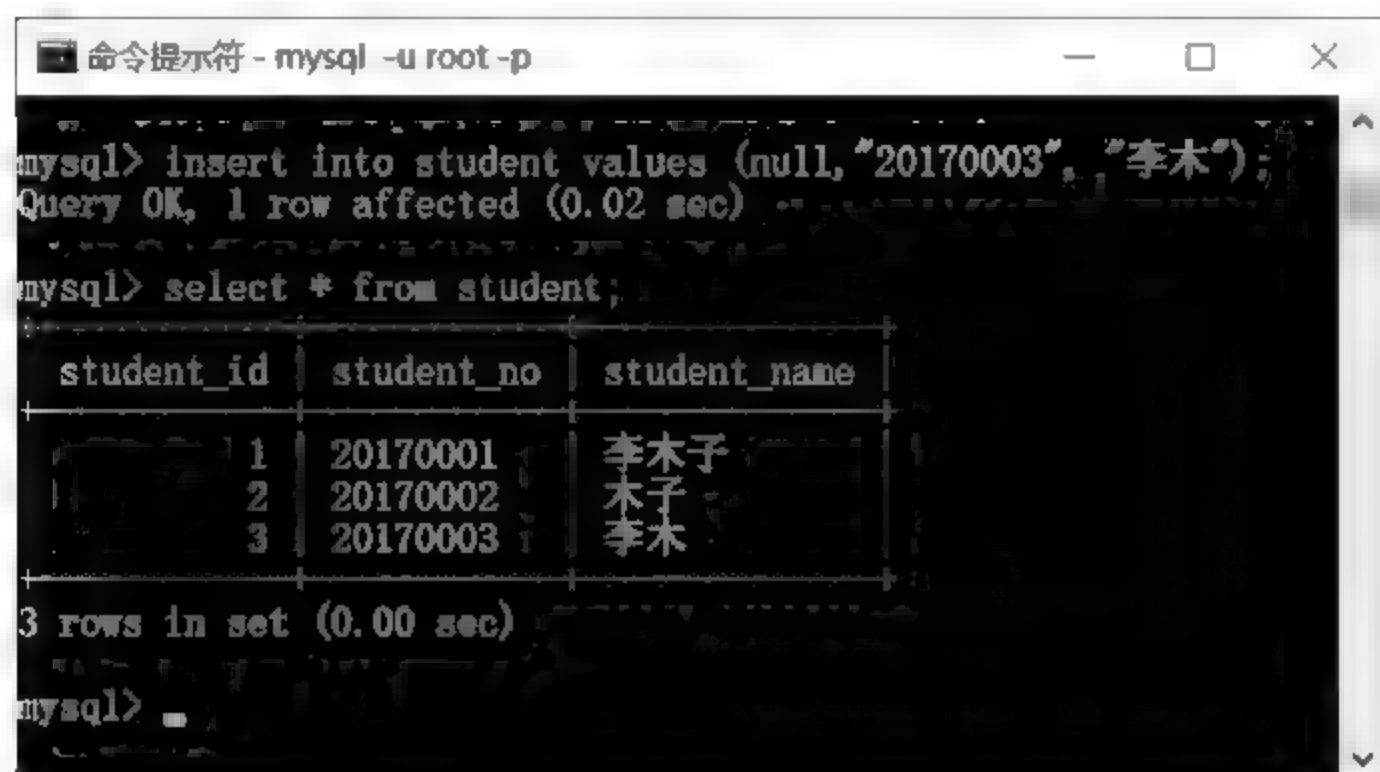 命令提示符 - mysql -u root -p
mysql> insert into student values (null,"20170003", "李木");
Query OK, 1 row affected (0.02 sec)
mysql> select * from student;
student_id | student_no | student_name
1 | 20170001 | 李木子
2 | 20170002 | 木子
3 | 20170003 | 李木
3 rows in set (0.00 sec)
mysql>